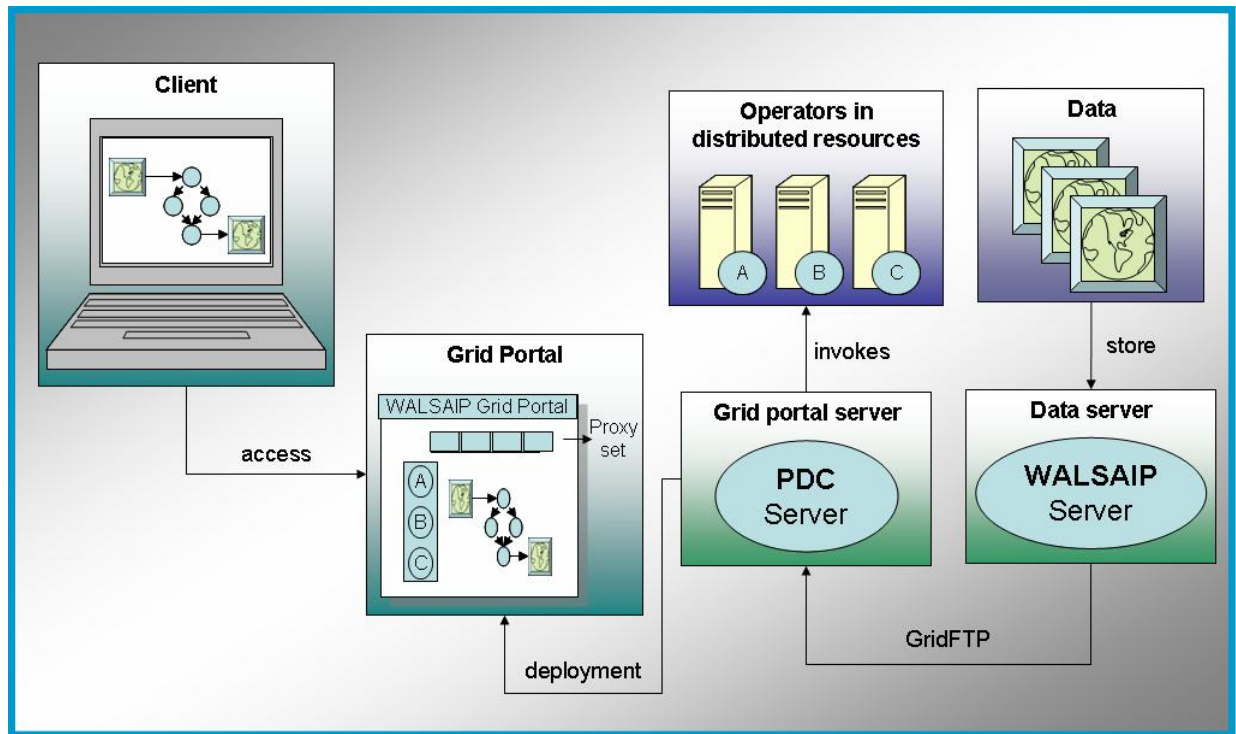 Client
Operators in
distributed resources
A
B
C
Data
Grid Portal
WALSAIP Grid Portal
Proxy
set
A
B
C
access
invokes
store
Grid portal server
PDC
Server
Data server
WALSAIP
Server
deployment
GridFTP